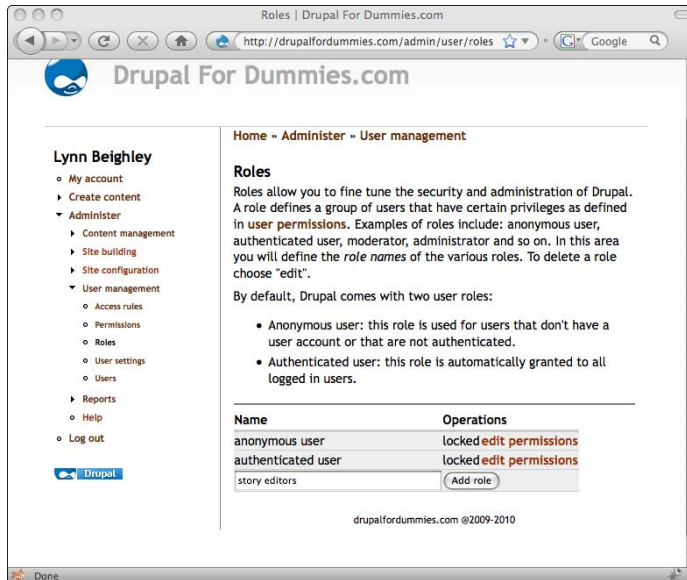 Roles | Drupal For Dummies.com
http://drupalfordummies.com/admin/user/roles
G
Google
Drupal For Dummies.com
Lynn Beighley
My account
Create content
Administer
Content management
Site building
Site configuration
User management
Access rules
Permissions
Roles
User settings
Users
Reports
Help
Log out
Drupal
Home » Administer » User management
Roles
Roles allow you to fine tune the security and administration of Drupal.
A role defines a group of users that have certain privileges as defined
in user permissions. Examples of roles include: anonymous user,
authenticated user, moderator, administrator and so on. In this area
you will define the role names of the various roles. To delete a role
choose "edit".
By default, Drupal comes with two user roles:
• Anonymous user: this role is used for users that don't have a
user account or that are not authenticated.
• Authenticated user: this role is automatically granted to all
logged in users.
Name Operations
anonymous user locked edit permissions
authenticated user locked edit permissions
story editors Add role
drupalfordummies.com @2009-2010
Done